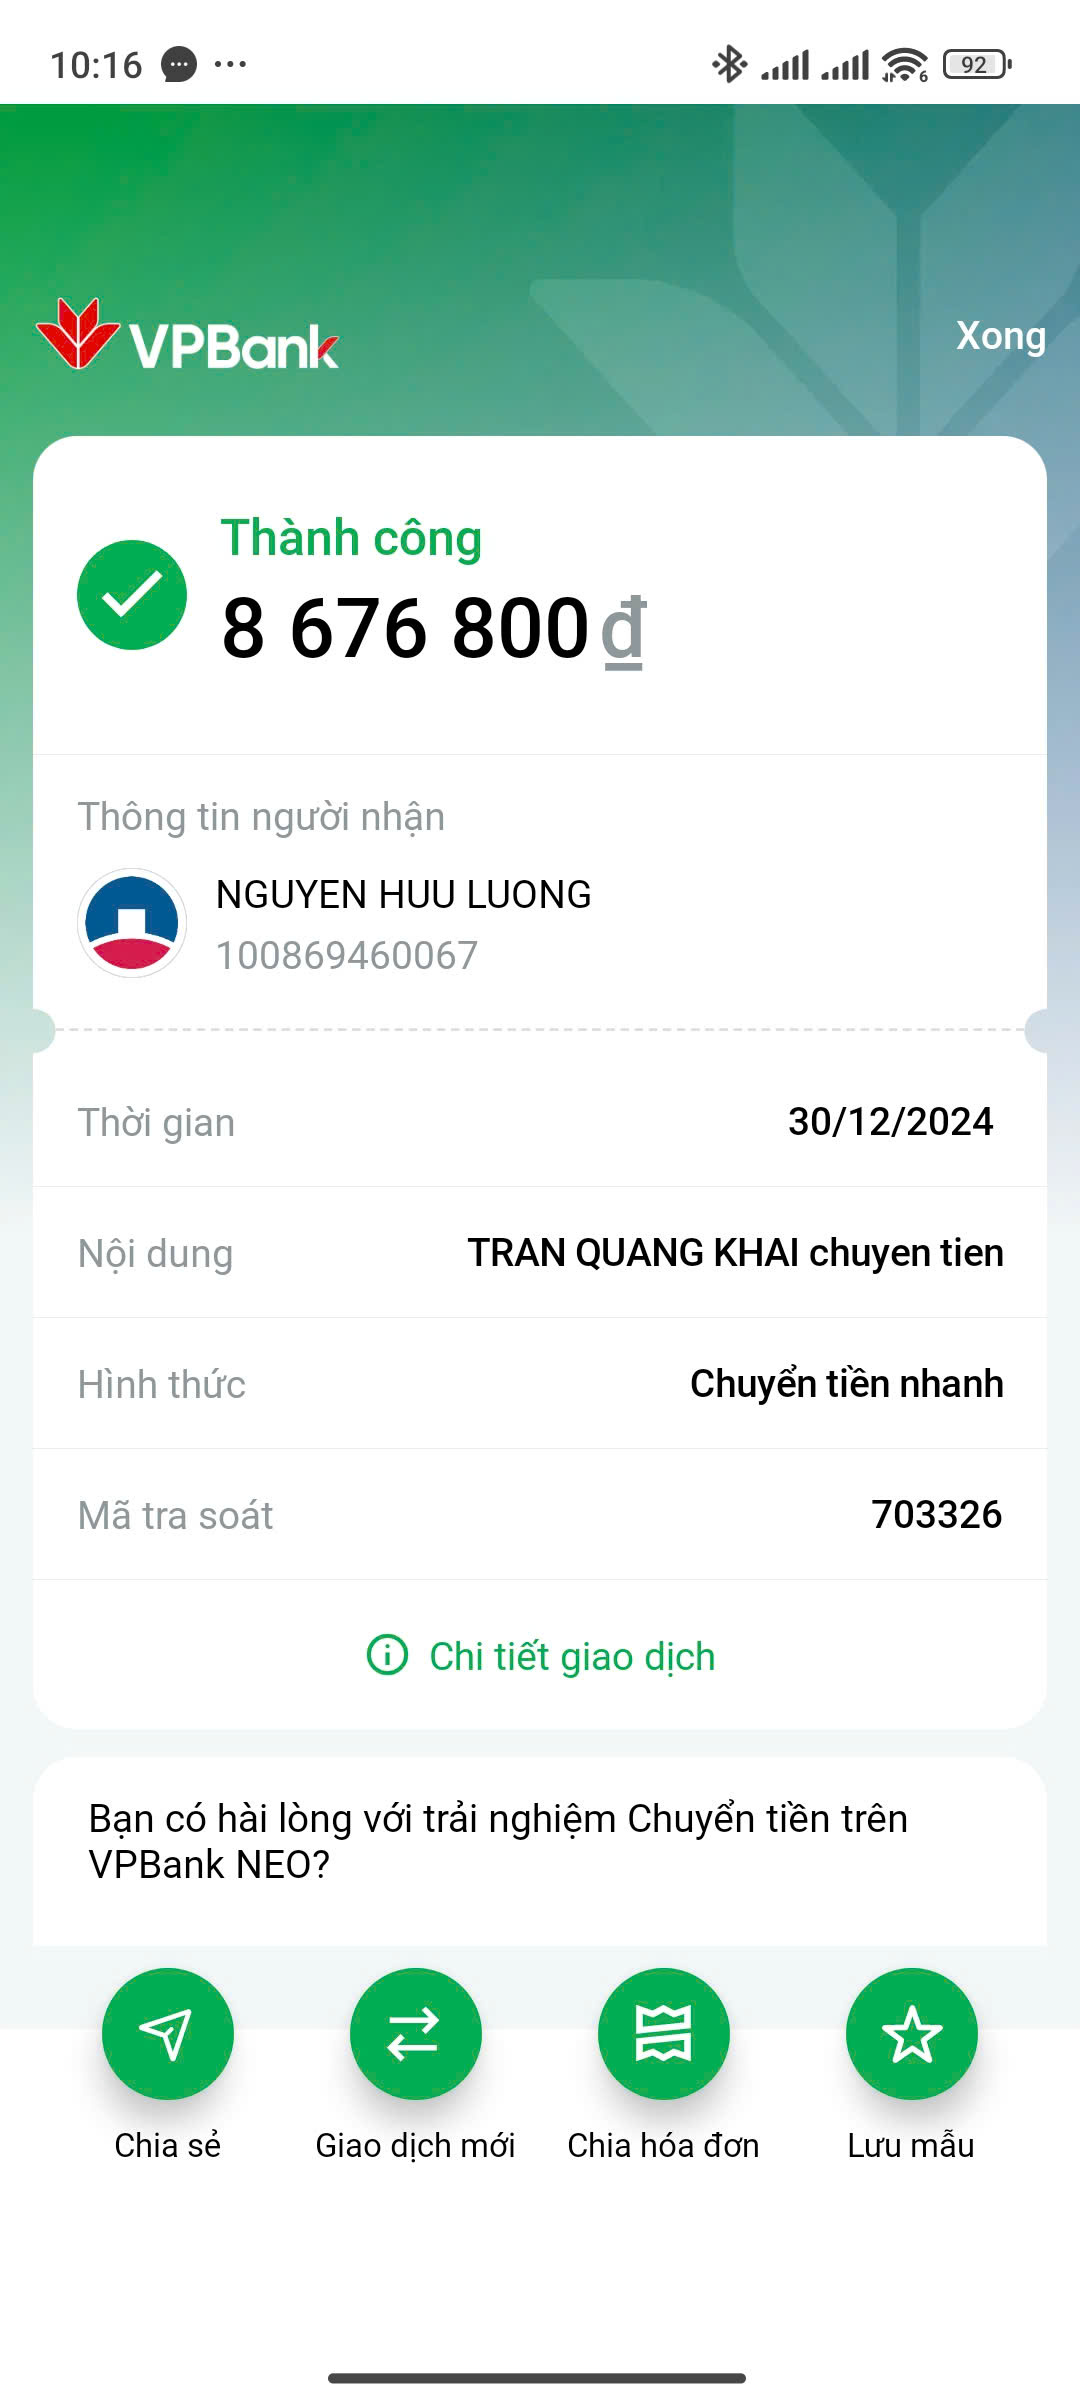 10:16
6
92
VPBank
Xong
Thành công
8 676 800 đ
Thông tin người nhận
NGUYEN HUU LUONG
100869460067
Thời gian
30/12/2024
Nội dung
TRAN QUANG KHAI chuyen tien
Hình thức
Chuyển tiền nhanh
Mã tra soát
703326
Chi tiết giao dịch
Bạn có hài lòng với trải nghiệm Chuyển tiền trên
VPBank NEO?
Chia sẻ
Giao dịch mới
Chia hóa đơn
Lưu mẫu